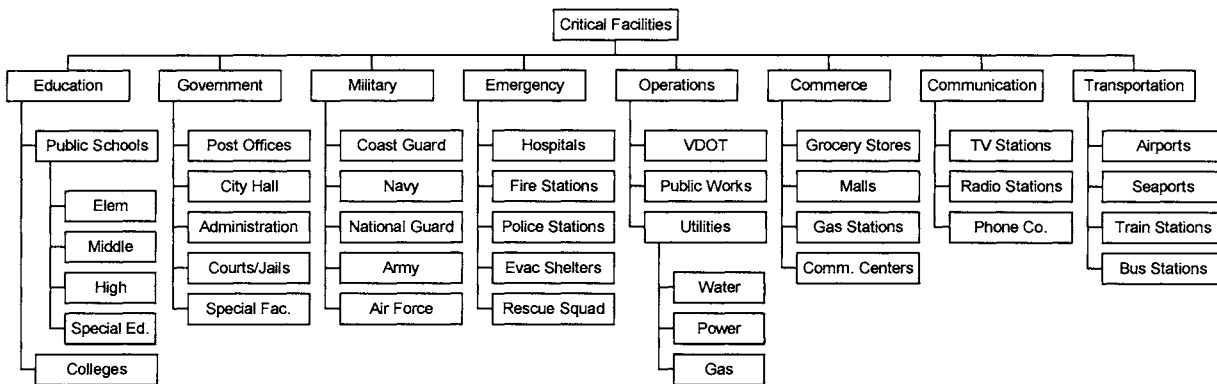 Critical Facilities
Education
Government
Military
Emergency
Operations
Commerce
Communication
Transportation
Public Schools
Elem
Middle
High
Special Ed.
Colleges
Post Offices
City Hall
Administration
Courts/Jails
Special Fac.
Coast Guard
Navy
National Guard
Army
Air Force
Hospitals
Fire Stations
Police Stations
Evac Shelters
Rescue Squad
VDOT
Public Works
Utilities
Water
Power
Gas
Grocery Stores
Malls
Gas Stations
Comm. Centers
TV Stations
Radio Stations
Phone Co.
Airports
Seaports
Train Stations
Bus Stations